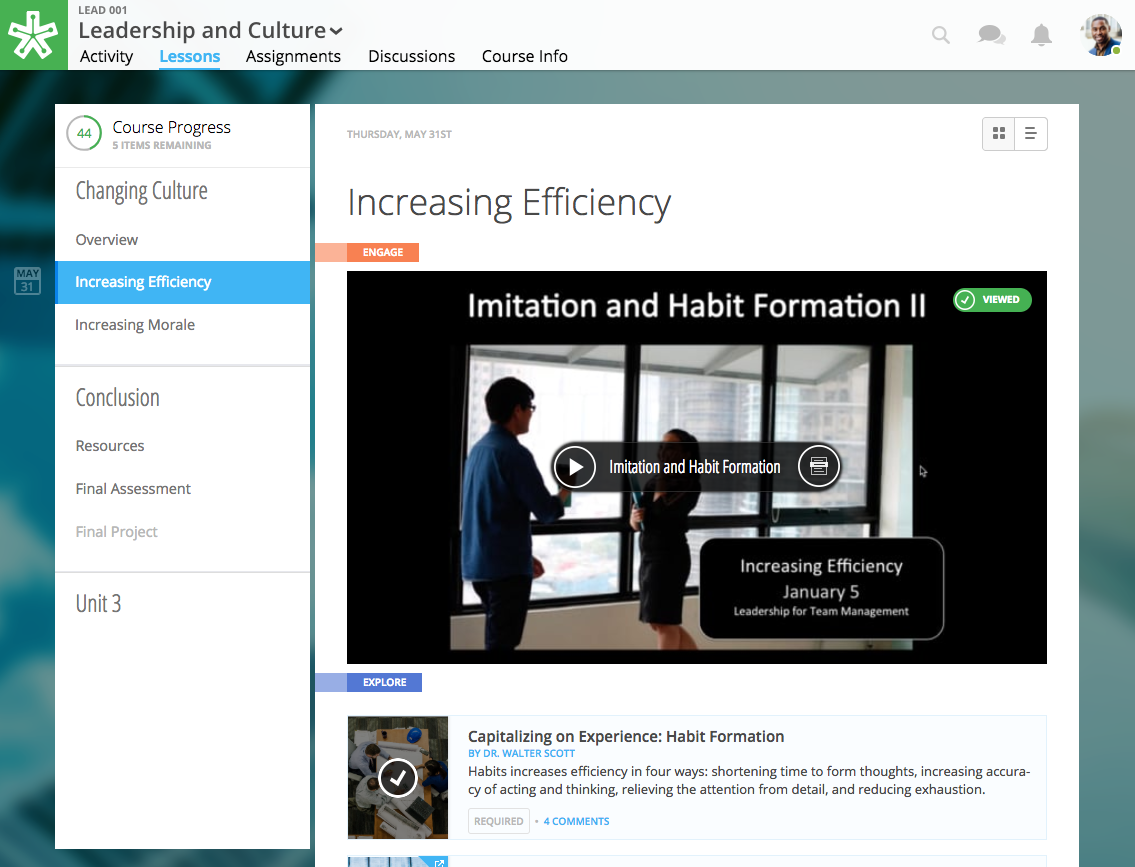 LEAD 001
Leadership and Culture
Activity
Lessons
Assignments
Discussions
Course Info
44
Course Progress
5 ITEMS REMAINING
Changing Culture
Overview
MAY
31
Increasing Efficiency
Increasing Morale
Conclusion
Resources
Final Assessment
Final Project
Unit 3
THURSDAY, MAY 31ST
Increasing Efficiency
ENGAGE
Imitation and Habit Formation II
VIEWED
Imitation and Habit Formation
Increasing Efficiency
January 5
Leadership for Team Management
EXPLORE
Capitalizing on Experience: Habit Formation
BY DR. WALTER SCOTT
Habits increases efficiency in four ways: shortening time to form thoughts, increasing accura-
cy of acting and thinking, relieving the attention from detail, and reducing exhaustion.
REQUIRED • 4 COMMENTS